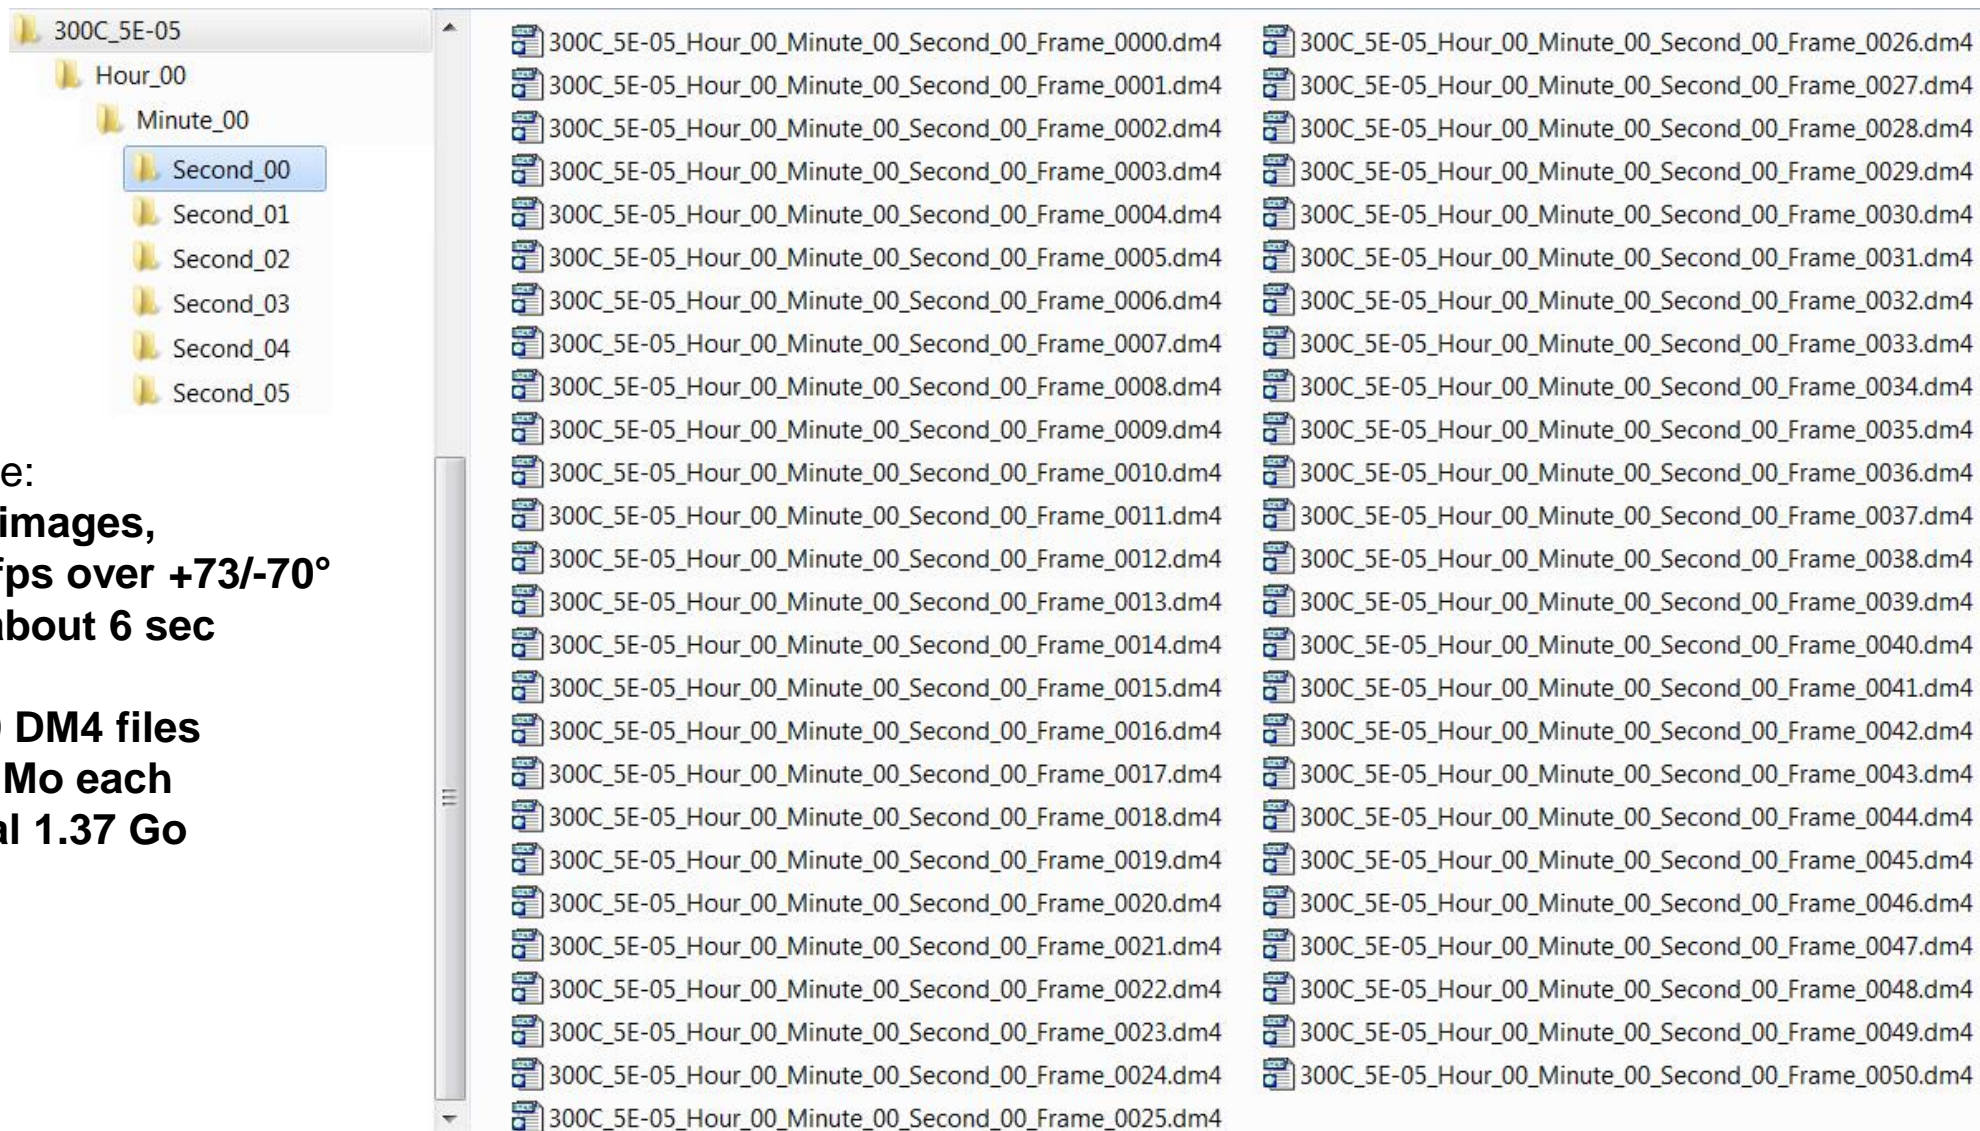 300C_5E-05
Hour_00
Minute_00
Second_00
Second_01
Second_02
Second_03
Second_04
Second_05
e:
images,
fps over +73/-70°
about 6 sec
DM4 files
Mo each
al 1.37 Go
300C_5E-05_Hour_00_Minute_00_Second_00_Frame_0000.dm4
300C_5E-05_Hour_00_Minute_00_Second_00_Frame_0001.dm4
300C_5E-05_Hour_00_Minute_00_Second_00_Frame_0002.dm4
300C_5E-05_Hour_00_Minute_00_Second_00_Frame_0003.dm4
300C_5E-05_Hour_00_Minute_00_Second_00_Frame_0004.dm4
300C_5E-05_Hour_00_Minute_00_Second_00_Frame_0005.dm4
300C_5E-05_Hour_00_Minute_00_Second_00_Frame_0006.dm4
300C_5E-05_Hour_00_Minute_00_Second_00_Frame_0007.dm4
300C_5E-05_Hour_00_Minute_00_Second_00_Frame_0008.dm4
300C_5E-05_Hour_00_Minute_00_Second_00_Frame_0009.dm4
300C_5E-05_Hour_00_Minute_00_Second_00_Frame_0010.dm4
300C_5E-05_Hour_00_Minute_00_Second_00_Frame_0011.dm4
300C_5E-05_Hour_00_Minute_00_Second_00_Frame_0012.dm4
300C_5E-05_Hour_00_Minute_00_Second_00_Frame_0013.dm4
300C_5E-05_Hour_00_Minute_00_Second_00_Frame_0014.dm4
300C_5E-05_Hour_00_Minute_00_Second_00_Frame_0015.dm4
300C_5E-05_Hour_00_Minute_00_Second_00_Frame_0016.dm4
300C_5E-05_Hour_00_Minute_00_Second_00_Frame_0017.dm4
300C_5E-05_Hour_00_Minute_00_Second_00_Frame_0018.dm4
300C_5E-05_Hour_00_Minute_00_Second_00_Frame_0019.dm4
300C_5E-05_Hour_00_Minute_00_Second_00_Frame_0020.dm4
300C_5E-05_Hour_00_Minute_00_Second_00_Frame_0021.dm4
300C_5E-05_Hour_00_Minute_00_Second_00_Frame_0022.dm4
300C_5E-05_Hour_00_Minute_00_Second_00_Frame_0023.dm4
300C_5E-05_Hour_00_Minute_00_Second_00_Frame_0024.dm4
300C_5E-05_Hour_00_Minute_00_Second_00_Frame_0025.dm4
300C_5E-05_Hour_00_Minute_00_Second_00_Frame_0026.dm4
300C_5E-05_Hour_00_Minute_00_Second_00_Frame_0027.dm4
300C_5E-05_Hour_00_Minute_00_Second_00_Frame_0028.dm4
300C_5E-05_Hour_00_Minute_00_Second_00_Frame_0029.dm4
300C_5E-05_Hour_00_Minute_00_Second_00_Frame_0030.dm4
300C_5E-05_Hour_00_Minute_00_Second_00_Frame_0031.dm4
300C_5E-05_Hour_00_Minute_00_Second_00_Frame_0032.dm4
300C_5E-05_Hour_00_Minute_00_Second_00_Frame_0033.dm4
300C_5E-05_Hour_00_Minute_00_Second_00_Frame_0034.dm4
300C_5E-05_Hour_00_Minute_00_Second_00_Frame_0035.dm4
300C_5E-05_Hour_00_Minute_00_Second_00_Frame_0036.dm4
300C_5E-05_Hour_00_Minute_00_Second_00_Frame_0037.dm4
300C_5E-05_Hour_00_Minute_00_Second_00_Frame_0038.dm4
300C_5E-05_Hour_00_Minute_00_Second_00_Frame_0039.dm4
300C_5E-05_Hour_00_Minute_00_Second_00_Frame_0040.dm4
300C_5E-05_Hour_00_Minute_00_Second_00_Frame_0041.dm4
300C_5E-05_Hour_00_Minute_00_Second_00_Frame_0042.dm4
300C_5E-05_Hour_00_Minute_00_Second_00_Frame_0043.dm4
300C_5E-05_Hour_00_Minute_00_Second_00_Frame_0044.dm4
300C_5E-05_Hour_00_Minute_00_Second_00_Frame_0045.dm4
300C_5E-05_Hour_00_Minute_00_Second_00_Frame_0046.dm4
300C_5E-05_Hour_00_Minute_00_Second_00_Frame_0047.dm4
300C_5E-05_Hour_00_Minute_00_Second_00_Frame_0048.dm4
300C_5E-05_Hour_00_Minute_00_Second_00_Frame_0049.dm4
300C_5E-05_Hour_00_Minute_00_Second_00_Frame_0050.dm4